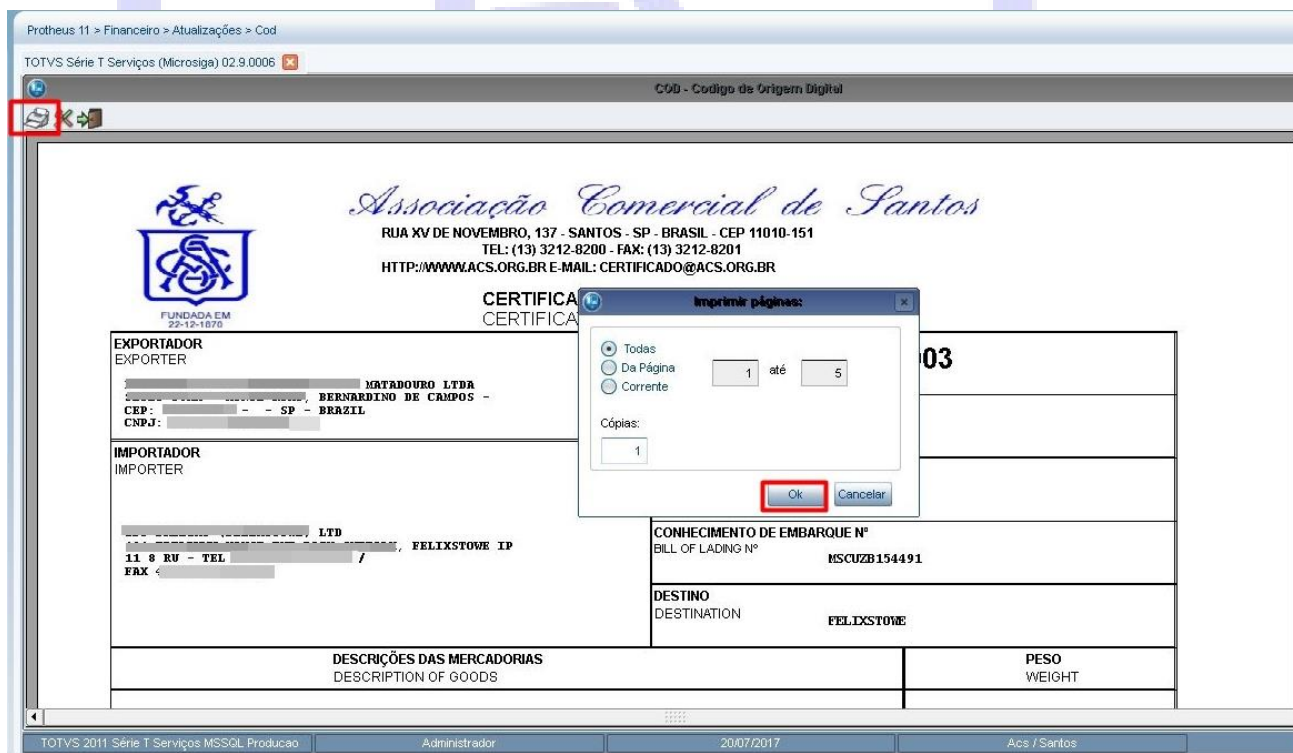 Protheus 11 > Financeiro > Atualizações > Cod
TOTVS Série T Serviços (Microsiga) 02.9.0006
COD - Codigo de Origem Digital
Associação Comercial de Santos
RUA XV DE NOVEMBRO, 137 - SANTOS - SP - BRASIL - CEP 11010-151
TEL: (13) 3212-8200 - FAX: (13) 3212-8201
HTTP://WWW.ACS.ORG.BR E-MAIL: CERTIFICADO@ACS.ORG.BR
FUNDADA EM
22-12-1870
CERTIFICA
CERTIFICA
Imprimir páginas:
Todas
Da Página 1 até 5
Corrente
Cópias:
1
Ok Cancelar
03
EXPORTADOR
EXPORTER
MATADOURO LTDA
, BERNARDINO DE CAMPOS -
CEP: - - SP - BRAZIL
CNPJ:
IMPORTADOR
IMPORTER
LTD
, FELIXSTOWE IP
11 8 RU - TEL /
FAX
CONHECIMENTO DE EMBARQUE Nº
BILL OF LADING Nº
MSCUZB154491
DESTINO
DESTINATION
FELIXSTOWE
DESCRIÇÕES DAS MERCADORIAS
DESCRIPTION OF GOODS
PESO
WEIGHT
TOTVS 2011 Série T Serviços MSSQL Producao Administrador 20/07/2017 Acs / Santos